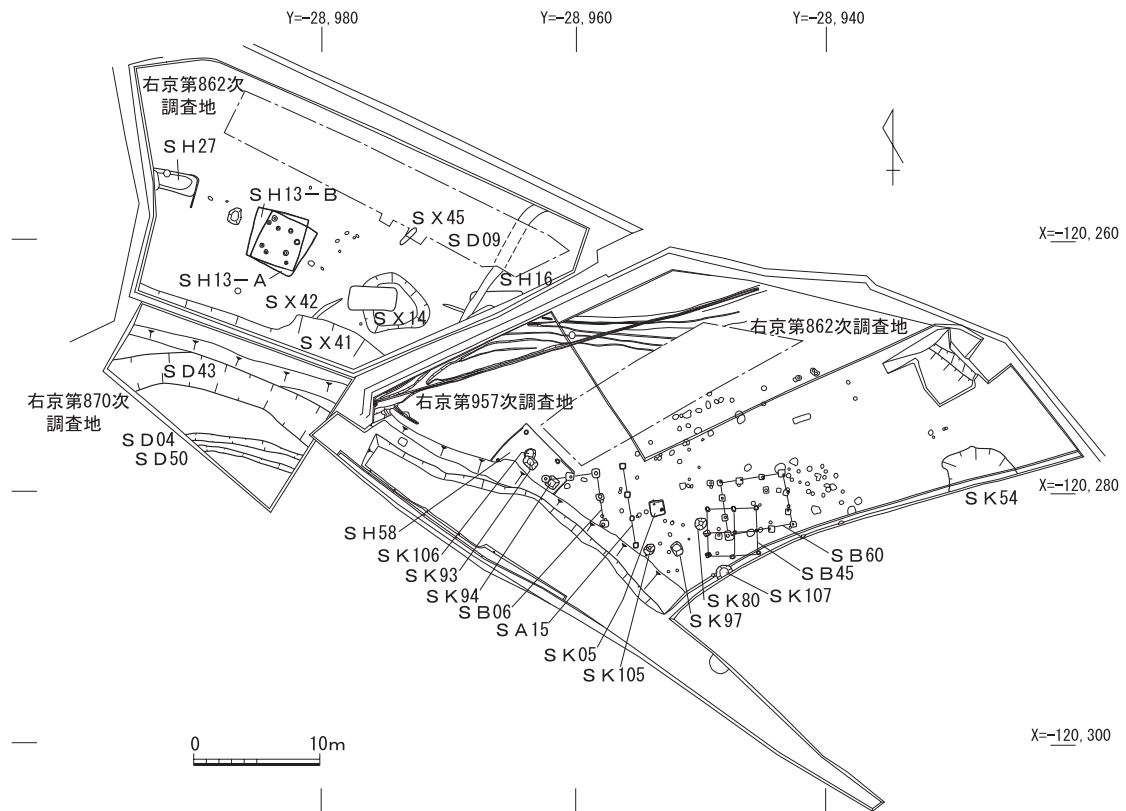 Y=-28,980
Y=-28,960
Y=-28,940
右京第862次
調査地
SH27
SH13-B
SX45
SD09
X=-120,260
SH13-A
SH16
SX42
SX14
SX41
右京第862次調査地
SD43
右京第870次
調査地
右京第957次調査地
SD04
SD50
X=-120,280
SK54
SH58
SK106
SK93
SK94
SB06
SA15
SK05
SK105
SB60
SB45
SK107
SK80
SK97
X=-120,300
0 10m